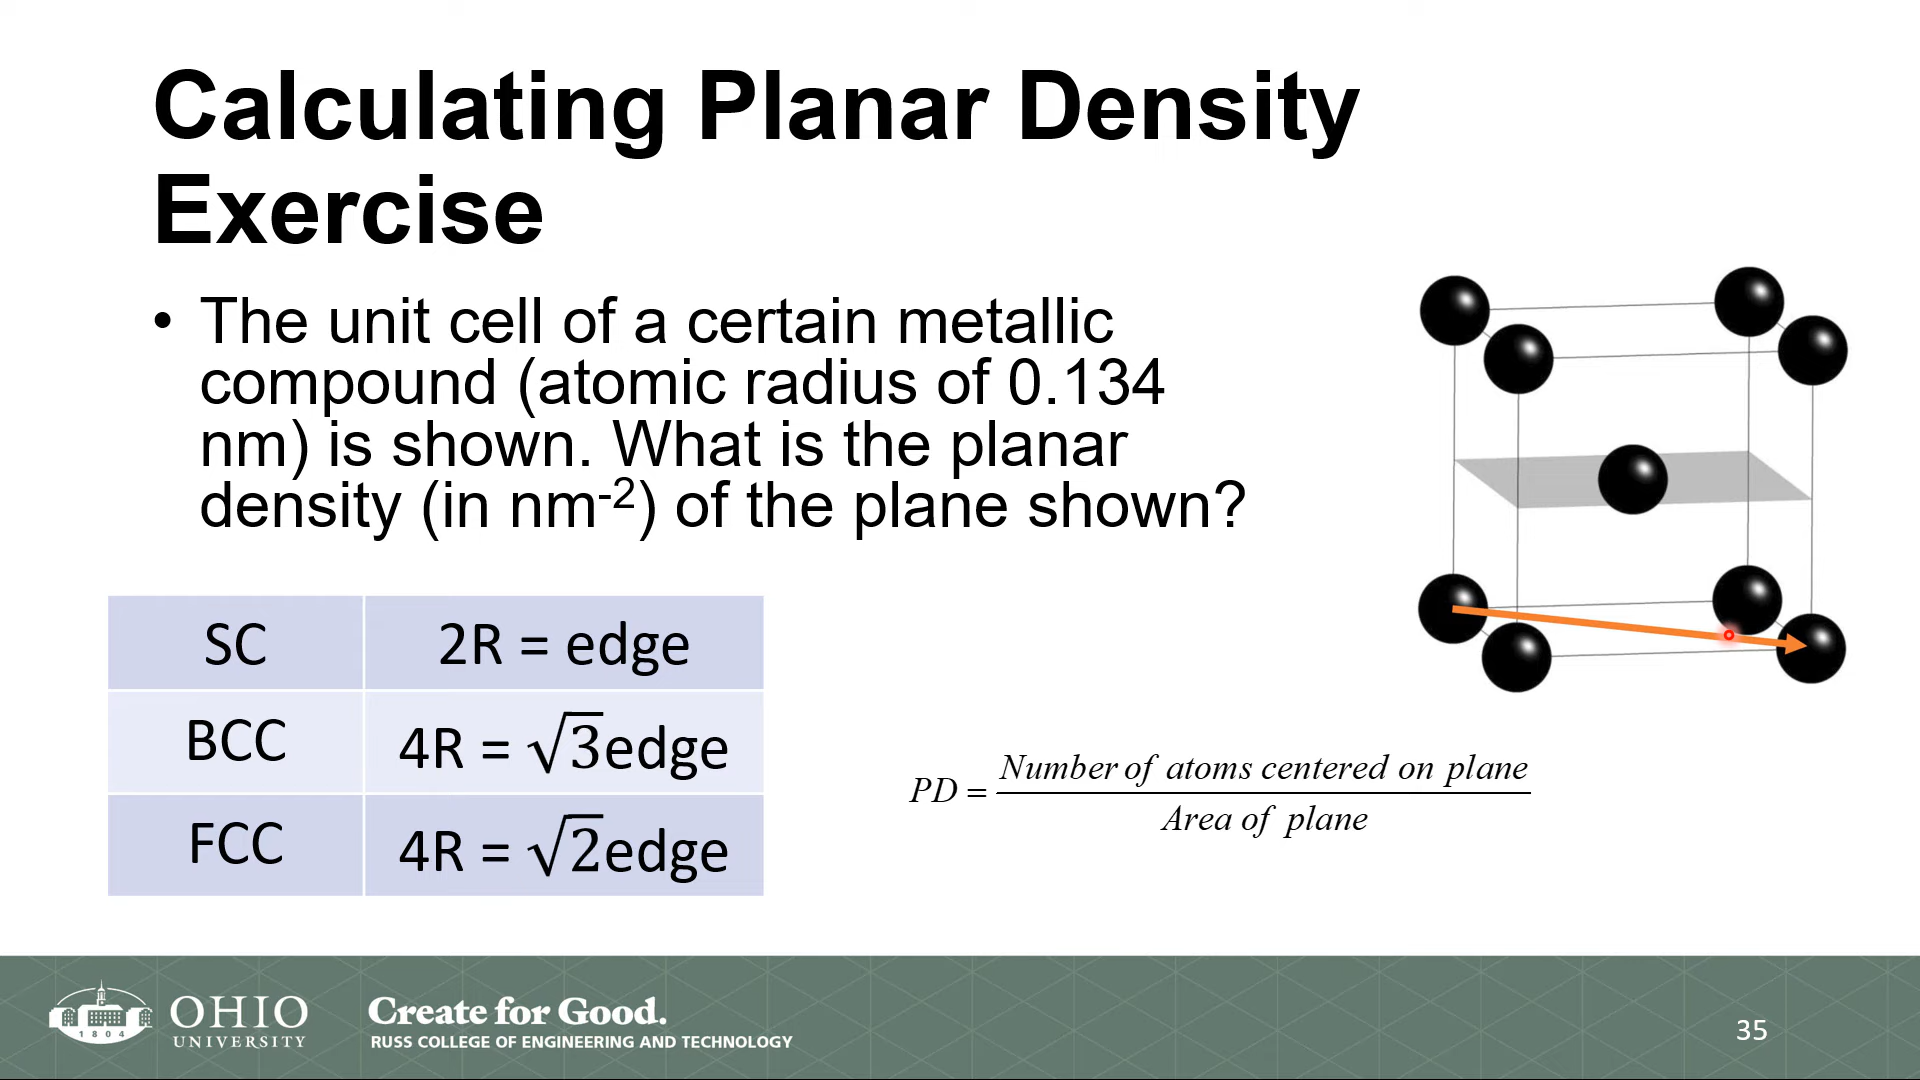 Calculating Planar Density
Exercise
• The unit cell of a certain metallic
compound (atomic radius of 0.134
nm) is shown. What is the planar
density (in nm⁻²) of the plane shown?
SC
2R = edge
BCC
4R = √3edge
FCC
4R = √2edge
PD = Number of atoms centered on plane
Area of plane
1804
OHIO
UNIVERSITY
Create for Good.
RUSS COLLEGE OF ENGINEERING AND TECHNOLOGY
35